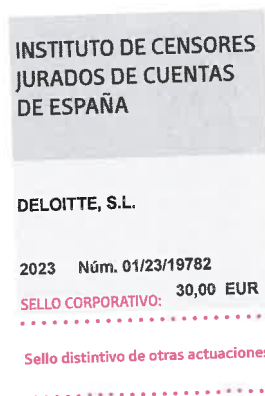 INSTITUTO DE CENSORES
JURADOS DE CUENTAS
DE ESPAÑA
DELOITTE, S.L.
2023 Núm. 01/23/19782
SELLO CORPORATIVO: 30,00 EUR
Sello distintivo de otras actuaciones